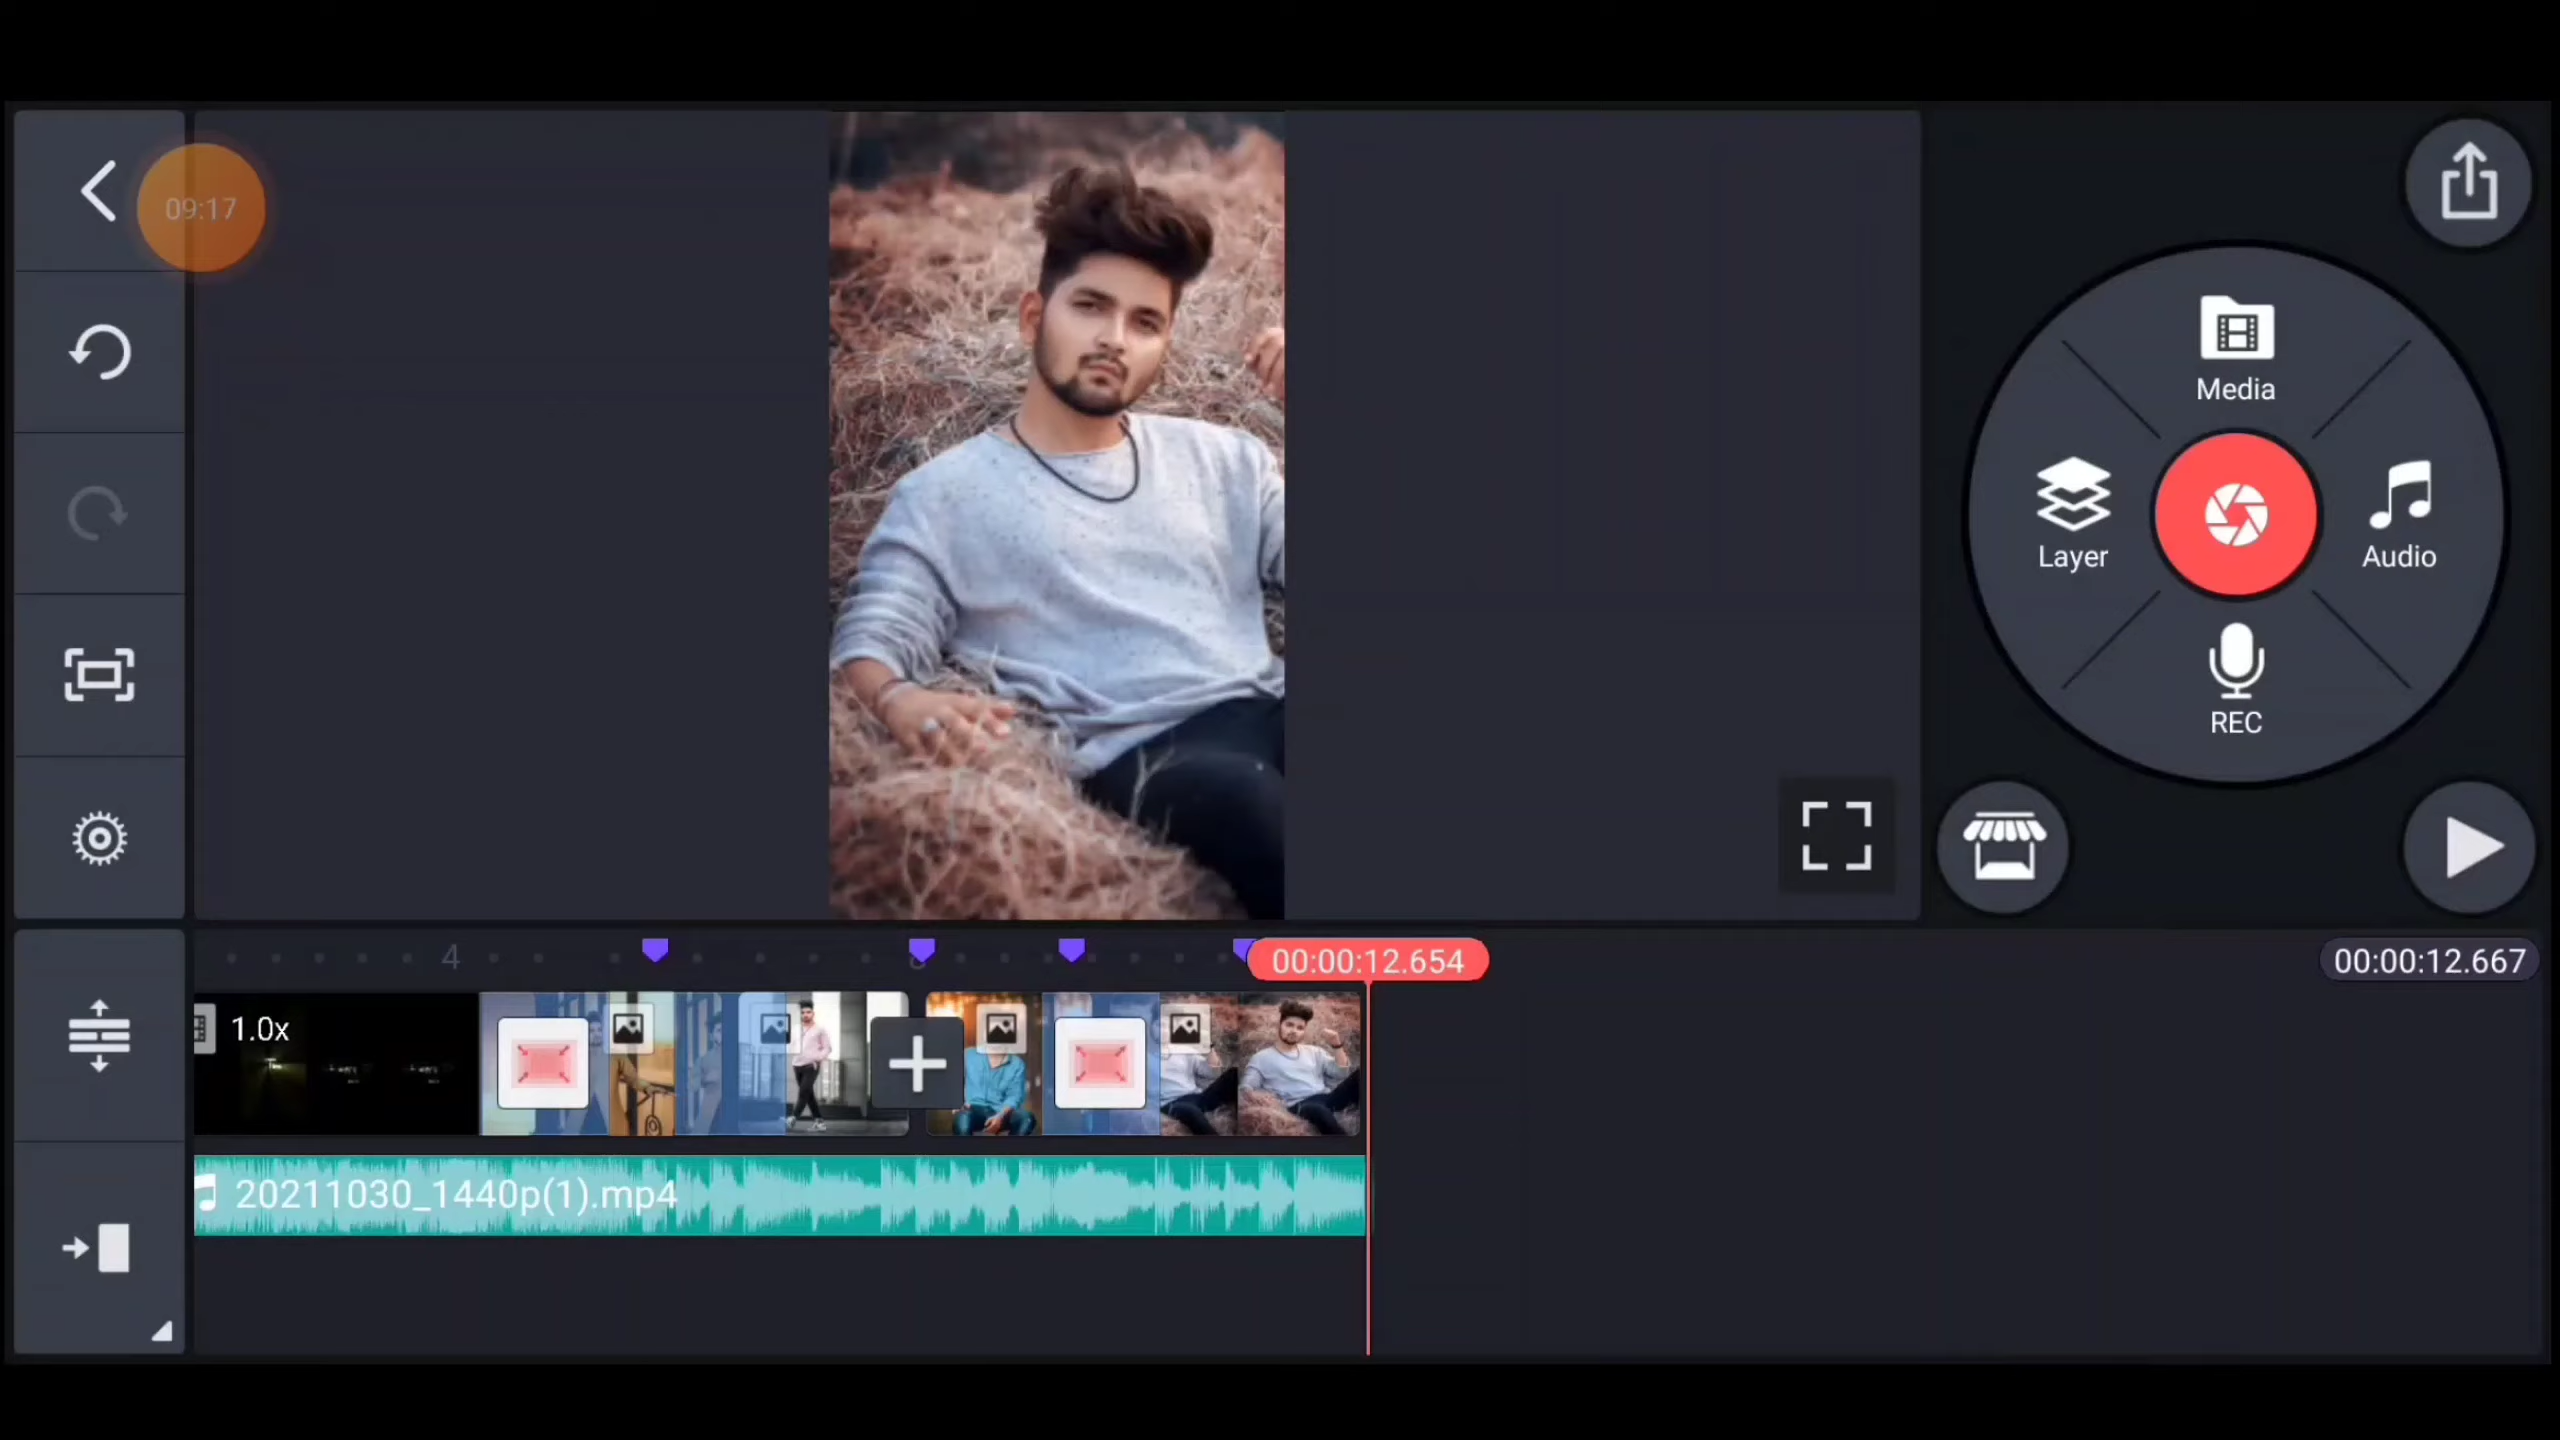 09:17
Media
Layer
Audio
REC
4
8
00:00:12.654
00:00:12.667
1.0x
20211030_1440p(1).mp4